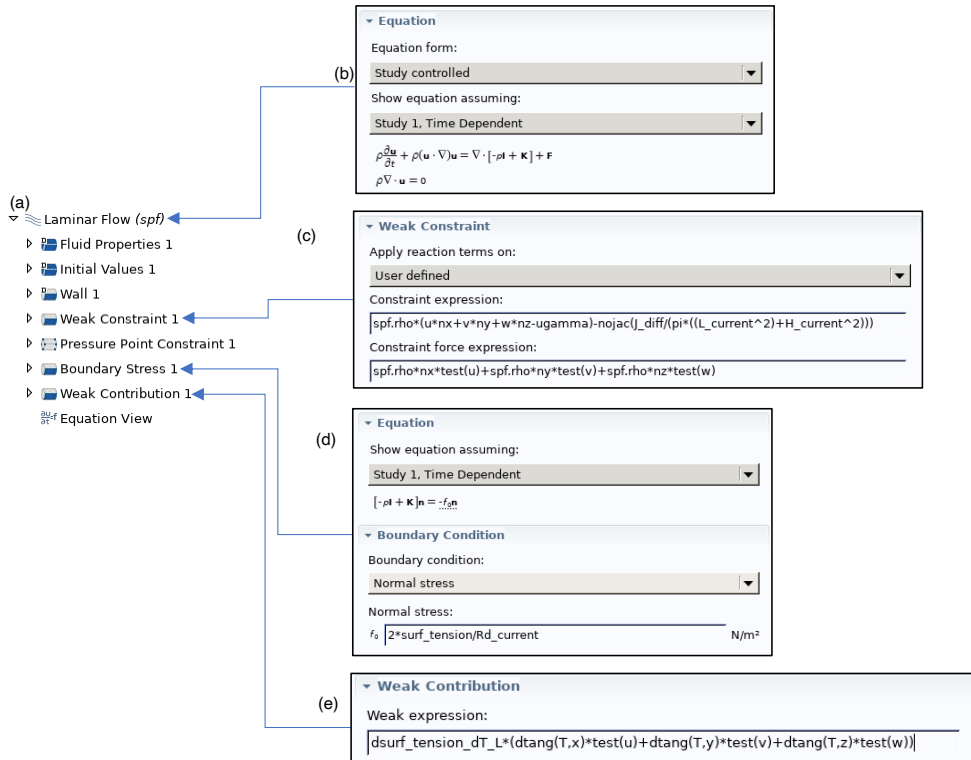 (a)
Laminar Flow (spf)
Fluid Properties 1
Initial Values 1
Wall 1
Weak Constraint 1
Pressure Point Constraint 1
Boundary Stress 1
Weak Contribution 1
Equation View
(b)
Equation
Equation form:
Study controlled
Show equation assuming:
Study 1, Time Dependent
ρ∂u/∂t + ρ(u · ∇)u = ∇ · [-pI + K] + F
ρ∇ · u = 0
(c)
Weak Constraint
Apply reaction terms on:
User defined
Constraint expression:
spf.rho*(u*nx+v*ny+w*nz-ugamma)-nojac(J_diff/(pi*((L_current^2)+H_current^2)))
Constraint force expression:
spf.rho*nx*test(u)+spf.rho*ny*test(v)+spf.rho*nz*test(w)
(d)
Equation
Show equation assuming:
Study 1, Time Dependent
[-pI + K]n = -f₀n
Boundary Condition
Boundary condition:
Normal stress
Normal stress:
f₀ 2*surf_tension/Rd_current N/m²
(e)
Weak Contribution
Weak expression:
dsurf_tension_dT_L*(dtang(T,x)*test(u)+dtang(T,y)*test(v)+dtang(T,z)*test(w))